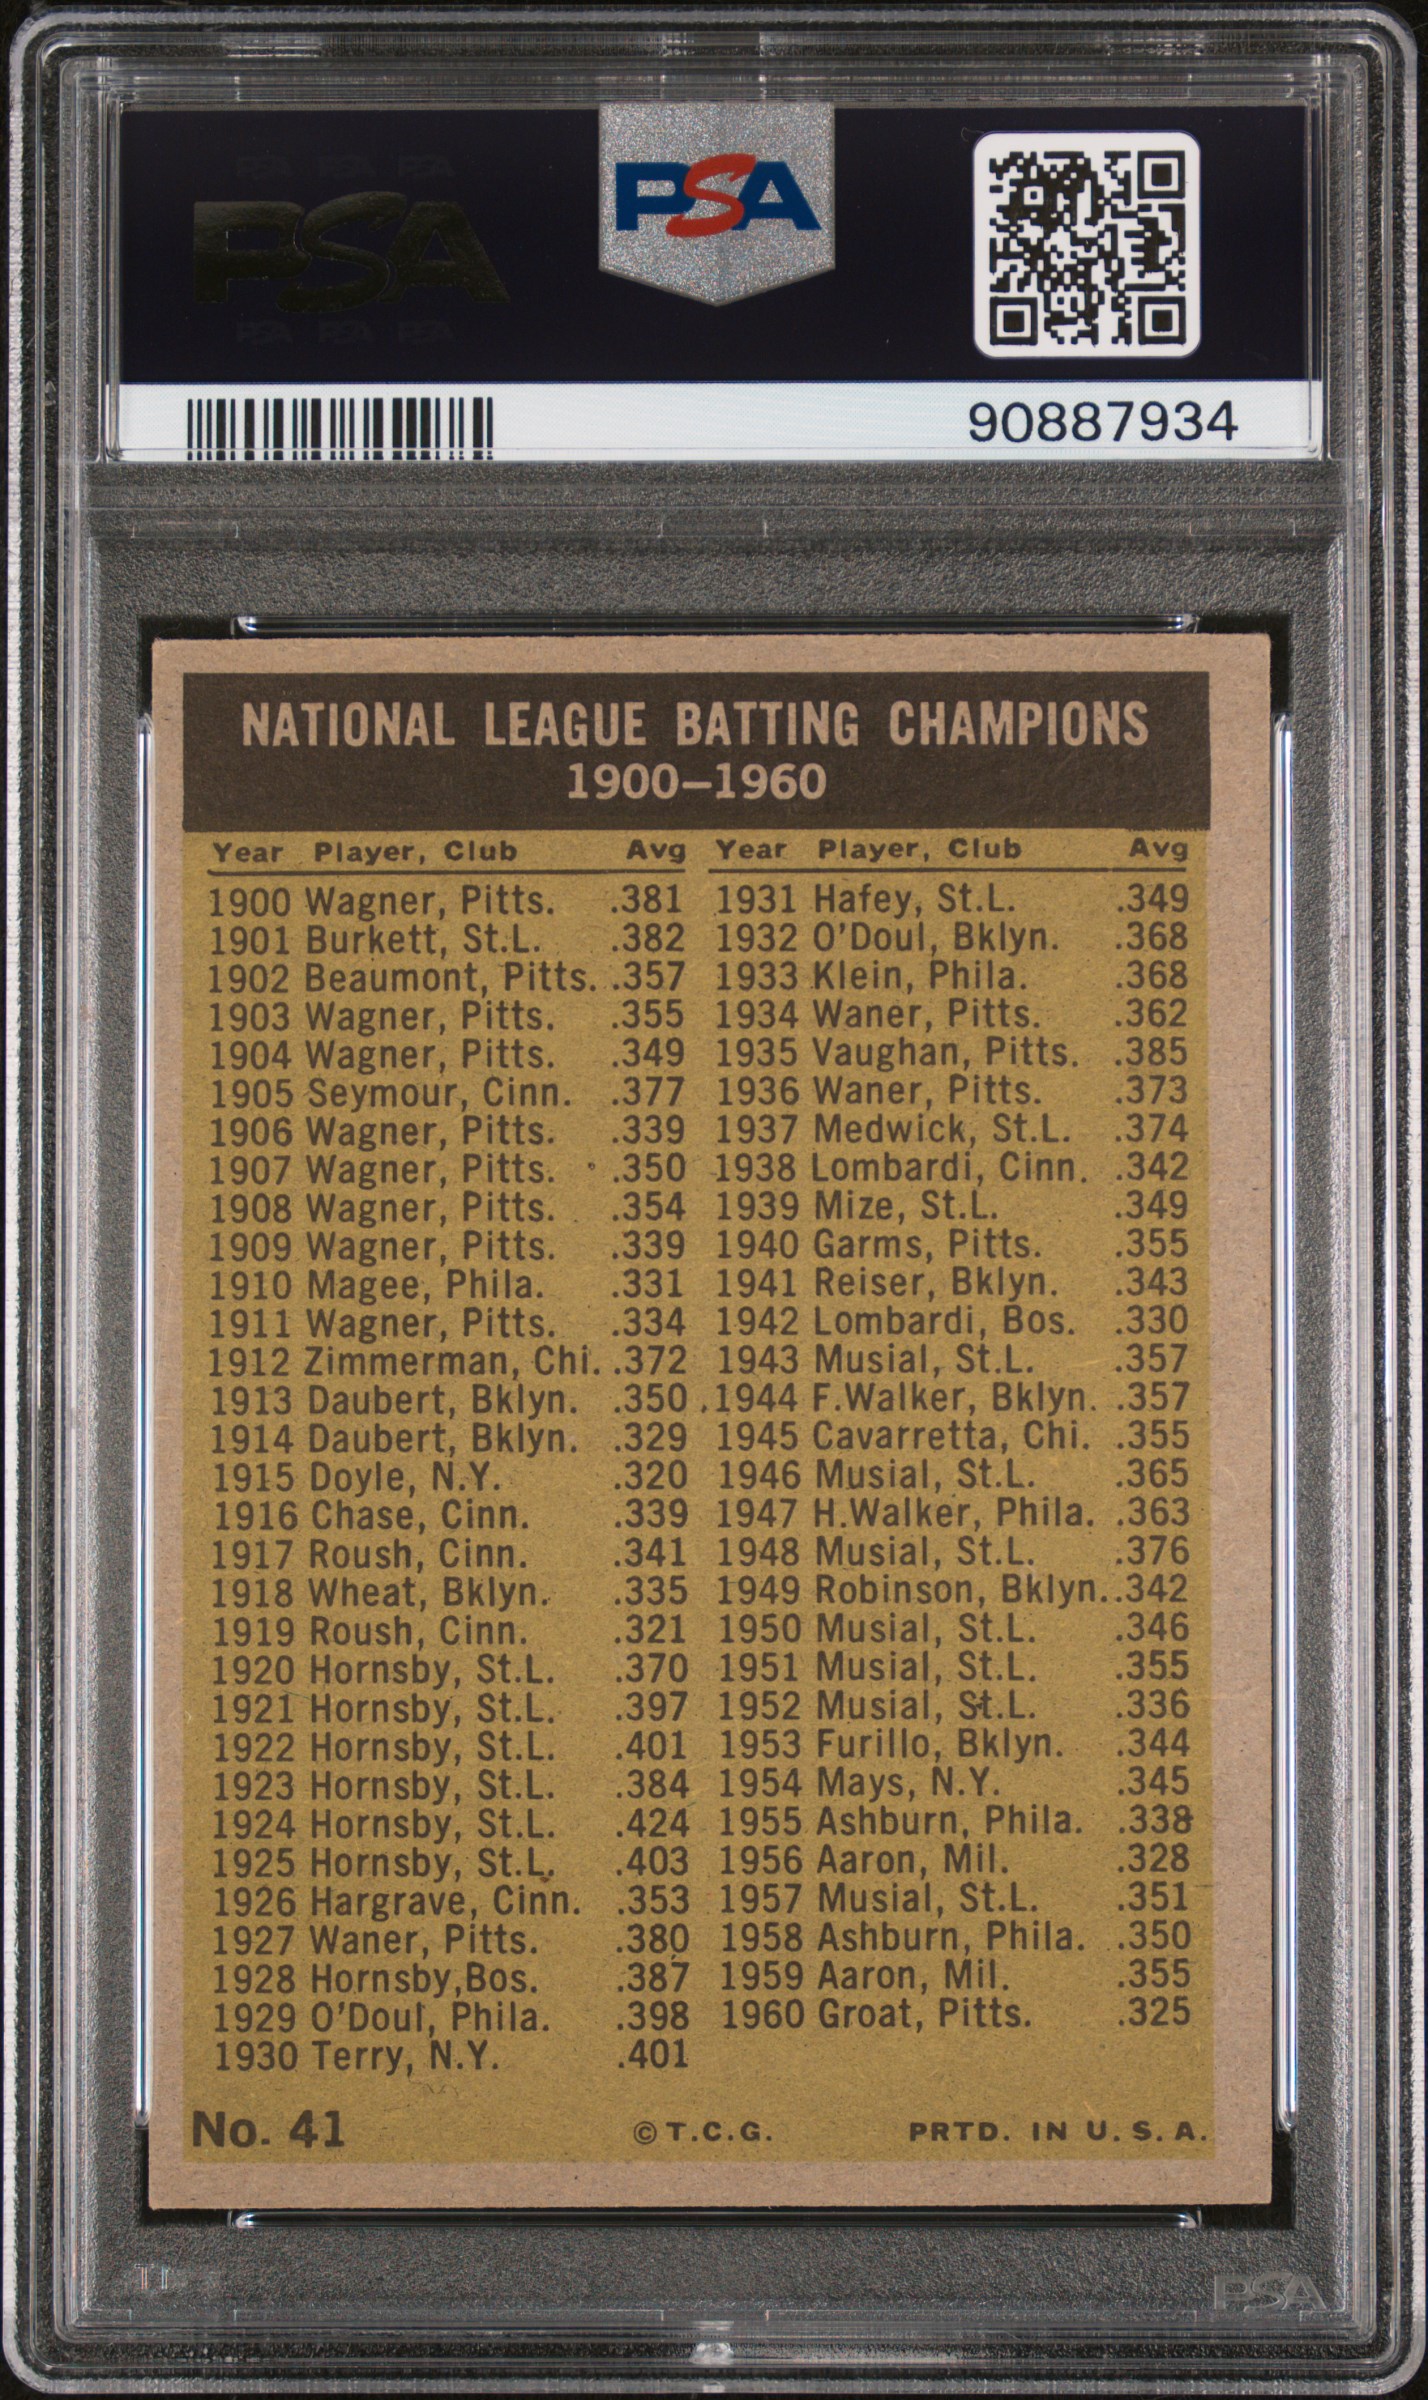 PSA PSA PSA
PSA
PSA PSA PSA
PSA
90887934
NATIONAL LEAGUE BATTING CHAMPIONS
1900–1960
Year Player, Club Avg
1900 Wagner, Pitts. .381
1901 Burkett, St.L. .382
1902 Beaumont, Pitts. .357
1903 Wagner, Pitts. .355
1904 Wagner, Pitts. .349
1905 Seymour, Cinn. .377
1906 Wagner, Pitts. .339
1907 Wagner, Pitts. .350
1908 Wagner, Pitts. .354
1909 Wagner, Pitts. .339
1910 Magee, Phila. .331
1911 Wagner, Pitts. .334
1912 Zimmerman, Chi. .372
1913 Daubert, Bklyn. .350
1914 Daubert, Bklyn. .329
1915 Doyle, N.Y. .320
1916 Chase, Cinn. .339
1917 Roush, Cinn. .341
1918 Wheat, Bklyn. .335
1919 Roush, Cinn. .321
1920 Hornsby, St.L. .370
1921 Hornsby, St.L. .397
1922 Hornsby, St.L. .401
1923 Hornsby, St.L. .384
1924 Hornsby, St.L. .424
1925 Hornsby, St.L. .403
1926 Hargrave, Cinn. .353
1927 Waner, Pitts. .380
1928 Hornsby,Bos. .387
1929 O'Doul, Phila. .398
1930 Terry, N.Y. .401
Year Player, Club Avg
1931 Hafey, St.L. .349
1932 O'Doul, Bklyn. .368
1933 Klein, Phila. .368
1934 Waner, Pitts. .362
1935 Vaughan, Pitts. .385
1936 Waner, Pitts. .373
1937 Medwick, St.L. .374
1938 Lombardi, Cinn. .342
1939 Mize, St.L. .349
1940 Garms, Pitts. .355
1941 Reiser, Bklyn. .343
1942 Lombardi, Bos. .330
1943 Musial, St.L. .357
1944 F.Walker, Bklyn. .357
1945 Cavarretta, Chi. .355
1946 Musial, St.L. .365
1947 H.Walker, Phila. .363
1948 Musial, St.L. .376
1949 Robinson, Bklyn. .342
1950 Musial, St.L. .346
1951 Musial, St.L. .355
1952 Musial, St.L. .336
1953 Furillo, Bklyn. .344
1954 Mays, N.Y. .345
1955 Ashburn, Phila. .338
1956 Aaron, Mil. .328
1957 Musial, St.L. .351
1958 Ashburn, Phila. .350
1959 Aaron, Mil. .355
1960 Groat, Pitts. .325
No. 41 © T.C.G. PRTD. IN U. S. A.
PSA